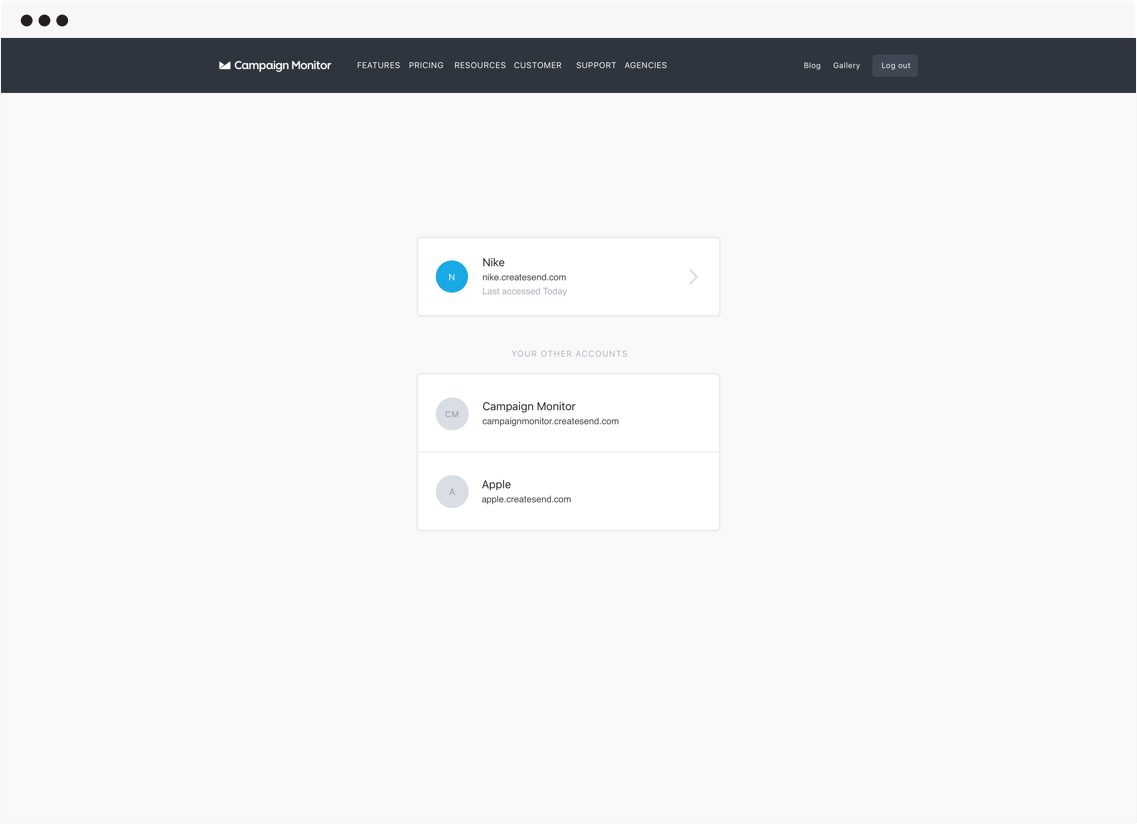 Campaign Monitor FEATURES PRICING RESOURCES CUSTOMER SUPPORT AGENCIES Blog Gallery Log out
N
Nike
nike.createsend.com
Last accessed Today
YOUR OTHER ACCOUNTS
CM
Campaign Monitor
campaignmonitor.createsend.com
A
Apple
apple.createsend.com